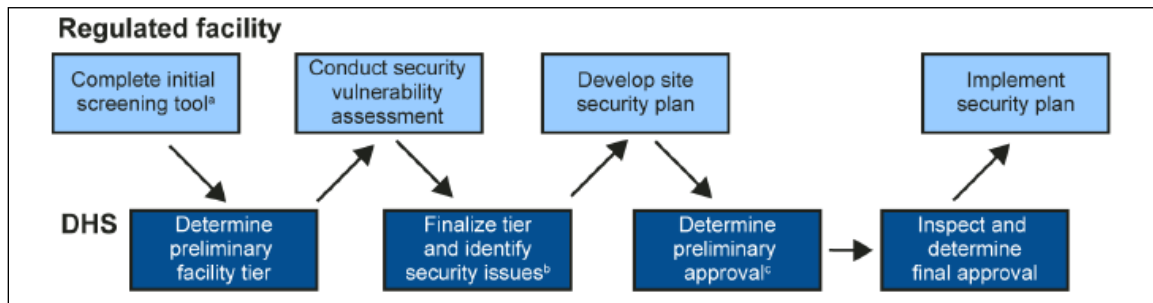 Regulated facility
Complete initial
screening toolᵃ
Conduct security
vulnerability
assessment
Develop site
security plan
Implement
security plan
DHS
Determine
preliminary
facility tier
Finalize tier
and identify
security issuesᵇ
Determine
preliminary
approvalᶜ
Inspect and
determine
final approval